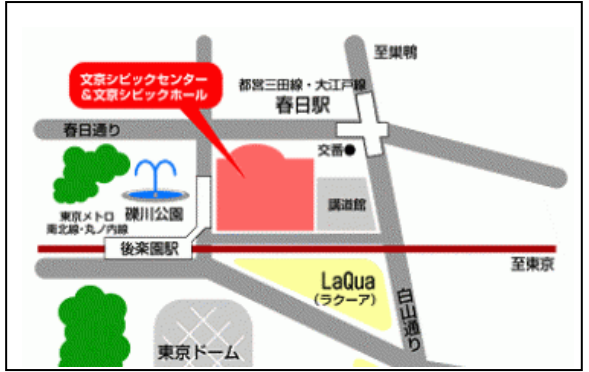 至巣鴨
文京シビックセンター
&文京シビックホール
都営三田線・大江戸線
春日駅
春日通り
交番●
東京メトロ
南北線・丸ノ内線
礫川公園
講道館
後楽園駅
至東京
LaQua
(ラクーア)
白山通り
東京ドーム